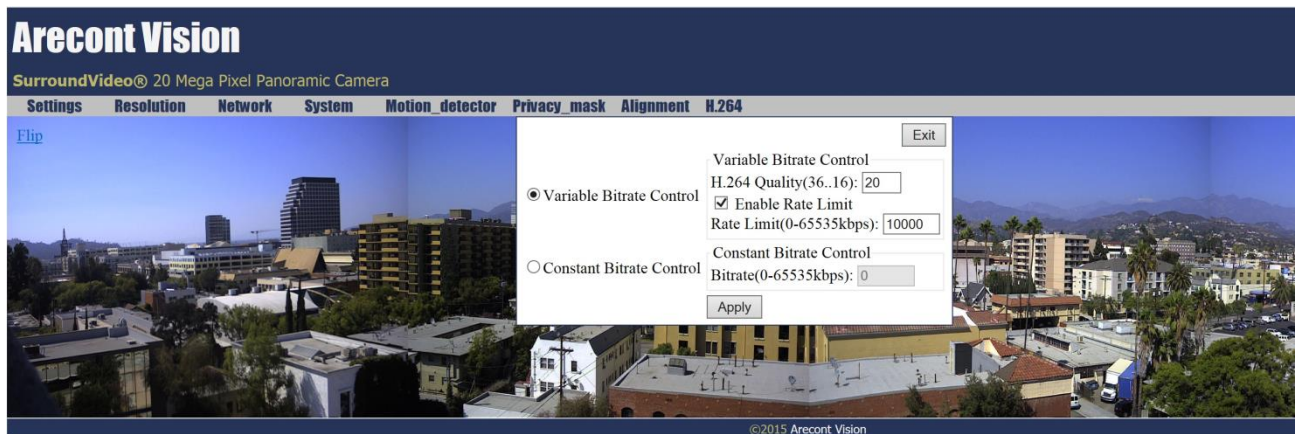 Arecont Vision
SurroundVideo® 20 Mega Pixel Panoramic Camera
Settings Resolution Network System Motion_detector Privacy_mask Alignment H.264
Flip
Exit
Variable Bitrate Control
Variable Bitrate Control
H.264 Quality(36..16): 20
Enable Rate Limit
Rate Limit(0-65535kbps): 10000
Constant Bitrate Control
Constant Bitrate Control
Bitrate(0-65535kbps): 0
Apply
©2015 Arecont Vision